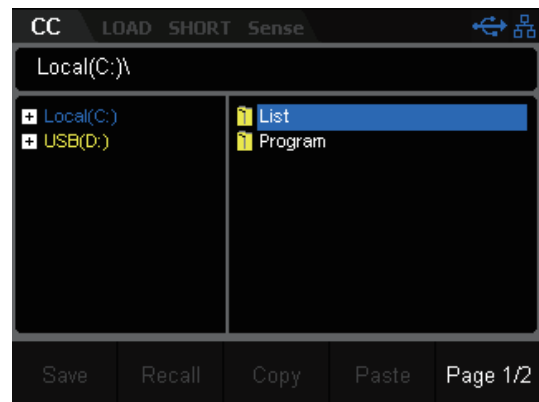 CC LOAD SHORT Sense
Local(C:)\
Local(C:)
USB(D:)
List
Program
Save Recall Copy Paste Page 1/2